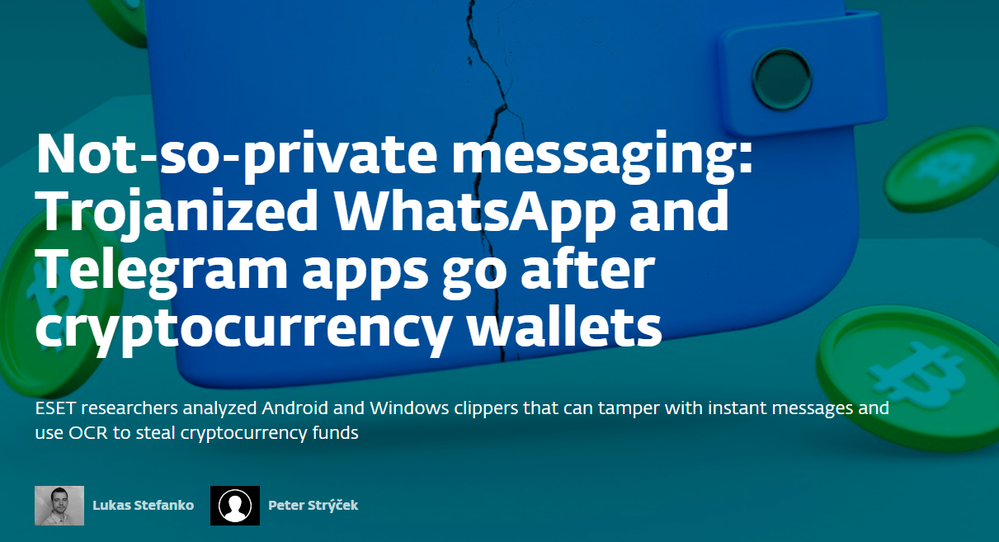 Not-so-private messaging:
Trojanized WhatsApp and
Telegram apps go after
cryptocurrency wallets
ESET researchers analyzed Android and Windows clippers that can tamper with instant messages and
use OCR to steal cryptocurrency funds
Lukas Stefanko Peter Strýček